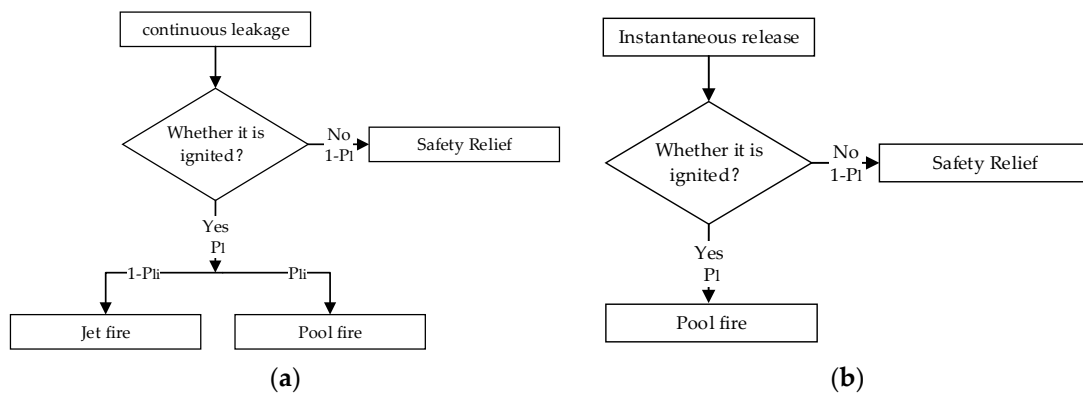 continuous leakage
Whether it is
ignited?
No
1-Pl
Safety Relief
Yes
Pl
1-Pli
Pli
Jet fire
Pool fire
(a)
Instantaneous release
Whether it is
ignited?
No
1-Pl
Safety Relief
Yes
Pl
Pool fire
(b)